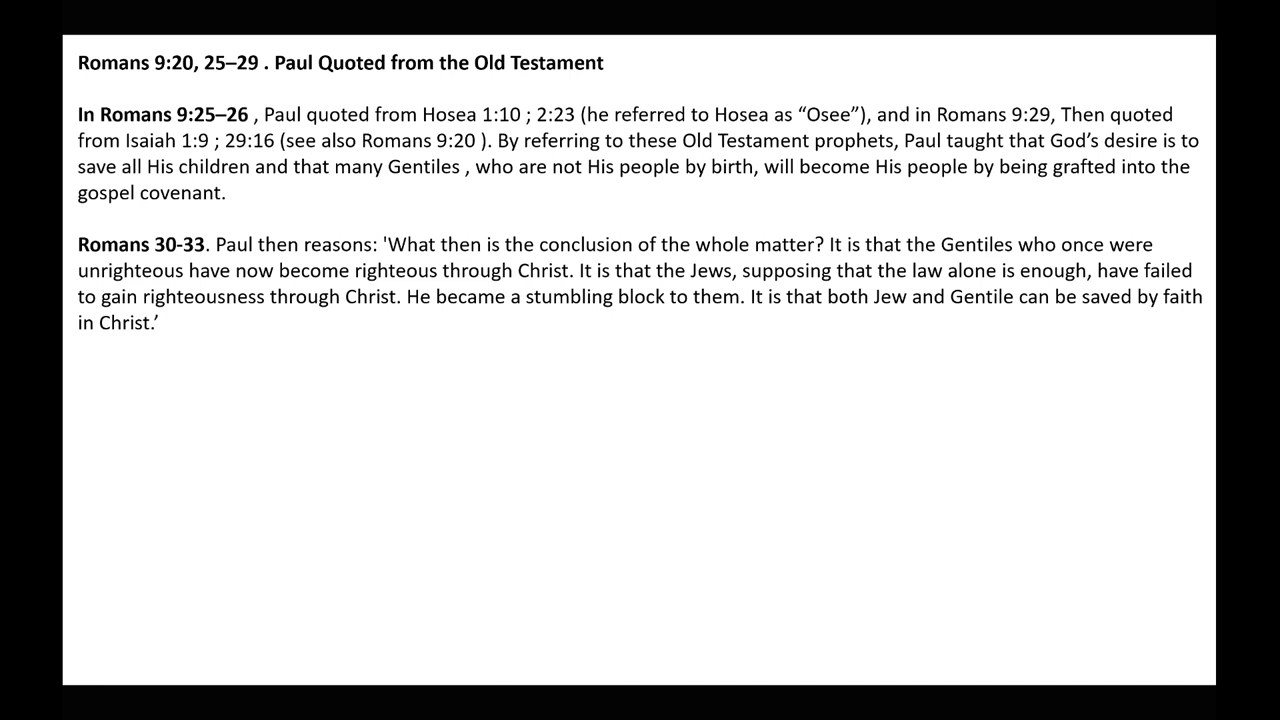 Romans 9:20, 25–29 . Paul Quoted from the Old Testament
In Romans 9:25–26 , Paul quoted from Hosea 1:10 ; 2:23 (he referred to Hosea as “Osee”), and in Romans 9:29, Then quoted
from Isaiah 1:9 ; 29:16 (see also Romans 9:20 ). By referring to these Old Testament prophets, Paul taught that God’s desire is to
save all His children and that many Gentiles , who are not His people by birth, will become His people by being grafted into the
gospel covenant.
Romans 30-33. Paul then reasons: 'What then is the conclusion of the whole matter? It is that the Gentiles who once were
unrighteous have now become righteous through Christ. It is that the Jews, supposing that the law alone is enough, have failed
to gain righteousness through Christ. He became a stumbling block to them. It is that both Jew and Gentile can be saved by faith
in Christ.’